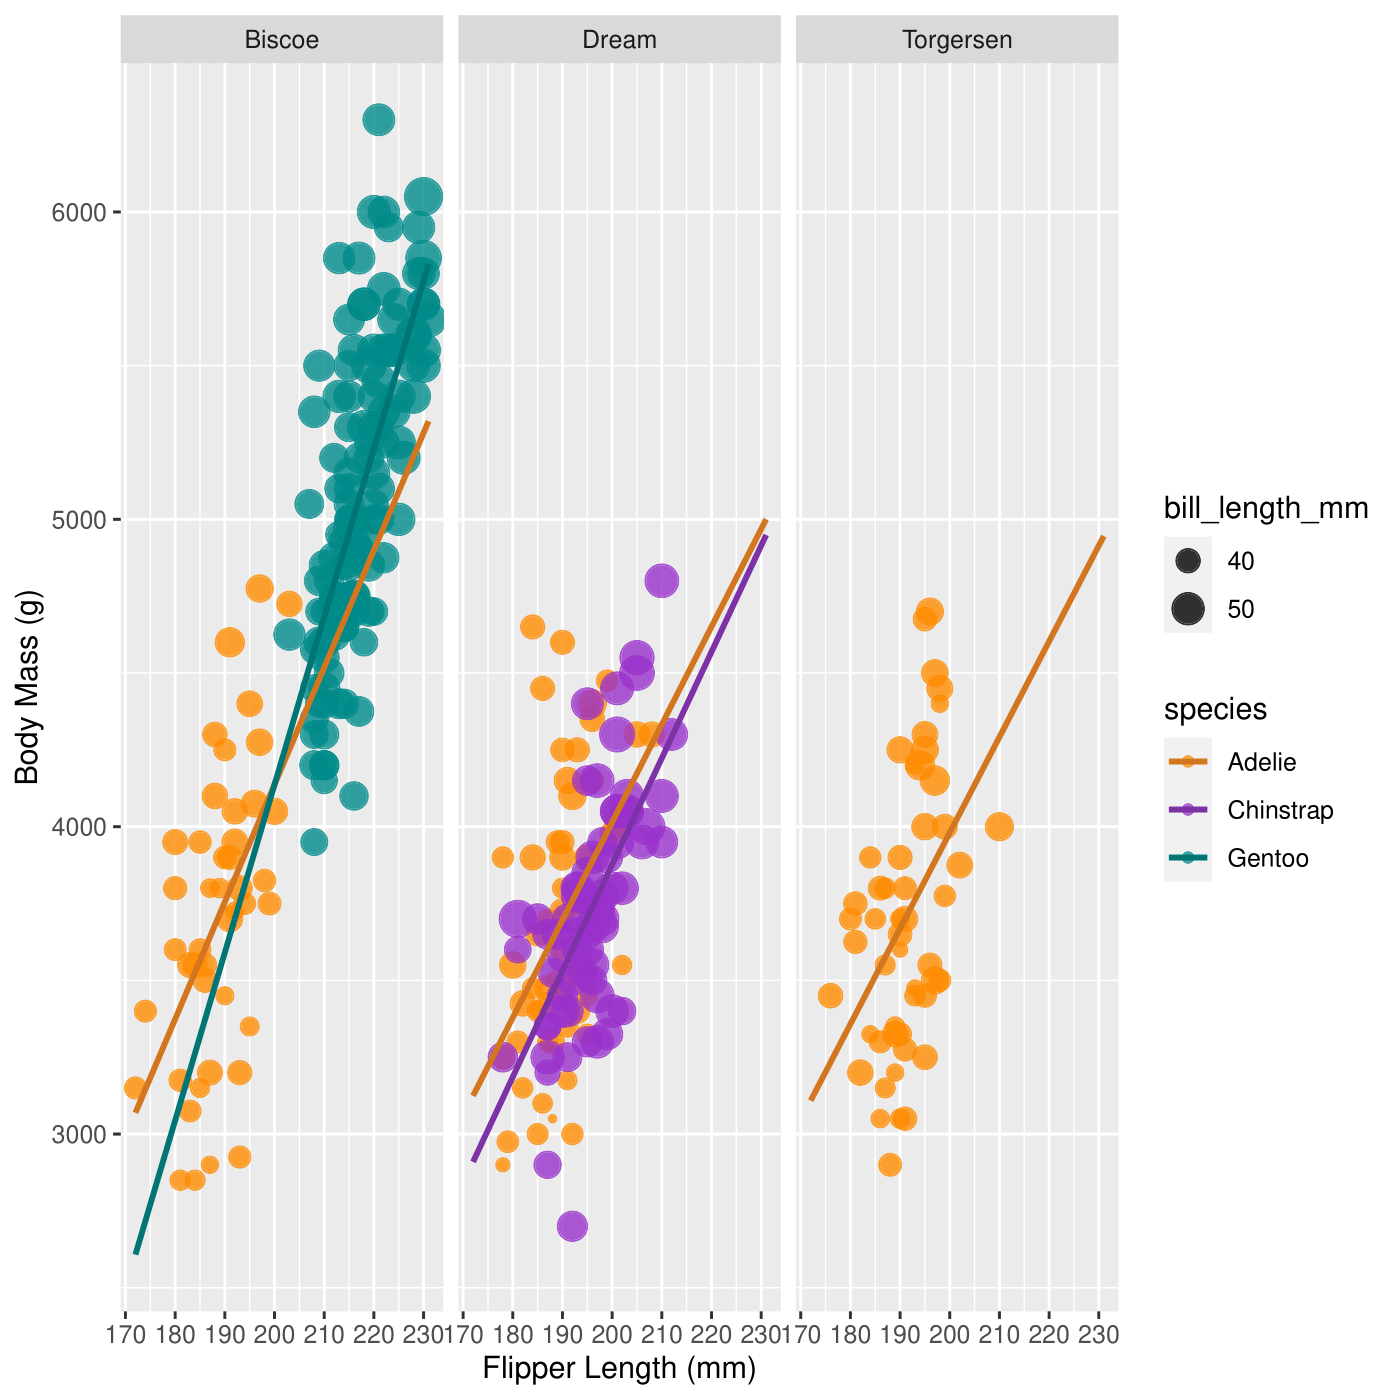 Biscoe Dream Torgersen
6000
5000
4000
3000
Body Mass (g)
170 180 190 200 210 220 230 170 180 190 200 210 220 230 170 180 190 200 210 220 230
Flipper Length (mm)
bill_length_mm
40
50
species
Adelie
Chinstrap
Gentoo